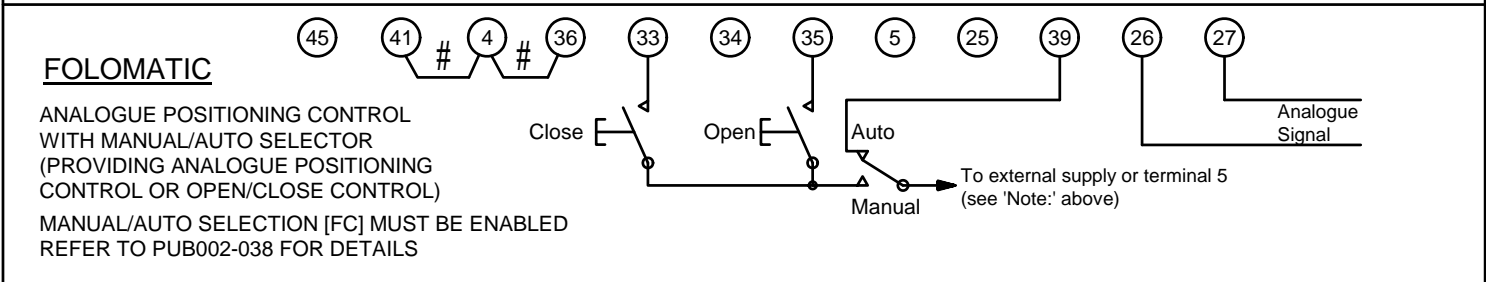 45 41 # 4 # 36 33 34 35 5 25 39 26 27
FOLOMATIC
ANALOGUE POSITIONING CONTROL
WITH MANUAL/AUTO SELECTOR
(PROVIDING ANALOGUE POSITIONING
CONTROL OR OPEN/CLOSE CONTROL)
MANUAL/AUTO SELECTION [FC] MUST BE ENABLED
REFER TO PUB002-038 FOR DETAILS
Close
Open
Auto
Manual
To external supply or terminal 5
(see 'Note:' above)
Analogue
Signal